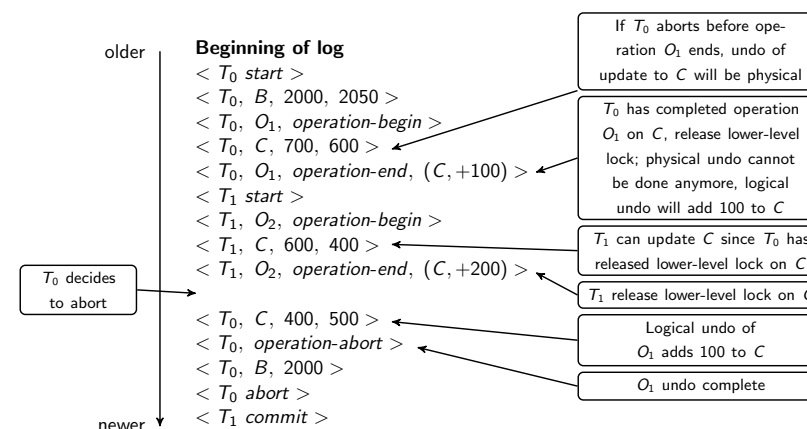 older
Beginning of log
< T₀ start >
< T₀, B, 2000, 2050 >
< T₀, O₁, operation-begin >
< T₀, C, 700, 600 >
< T₀, O₁, operation-end, (C, +100) >
< T₁ start >
< T₁, O₂, operation-begin >
< T₁, C, 600, 400 >
< T₁, O₂, operation-end, (C, +200) >
T₀ decides
to abort
< T₀, C, 400, 500 >
< T₀, operation-abort >
< T₀, B, 2000 >
< T₀ abort >
< T₁ commit >
newer
If T₀ aborts before ope-
ration O₁ ends, undo of
update to C will be physical
T₀ has completed operation
O₁ on C, release lower-level
lock; physical undo cannot
be done anymore, logical
undo will add 100 to C
T₁ can update C since T₀ has
released lower-level lock on C
T₁ release lower-level lock on C
Logical undo of
O₁ adds 100 to C
O₁ undo complete